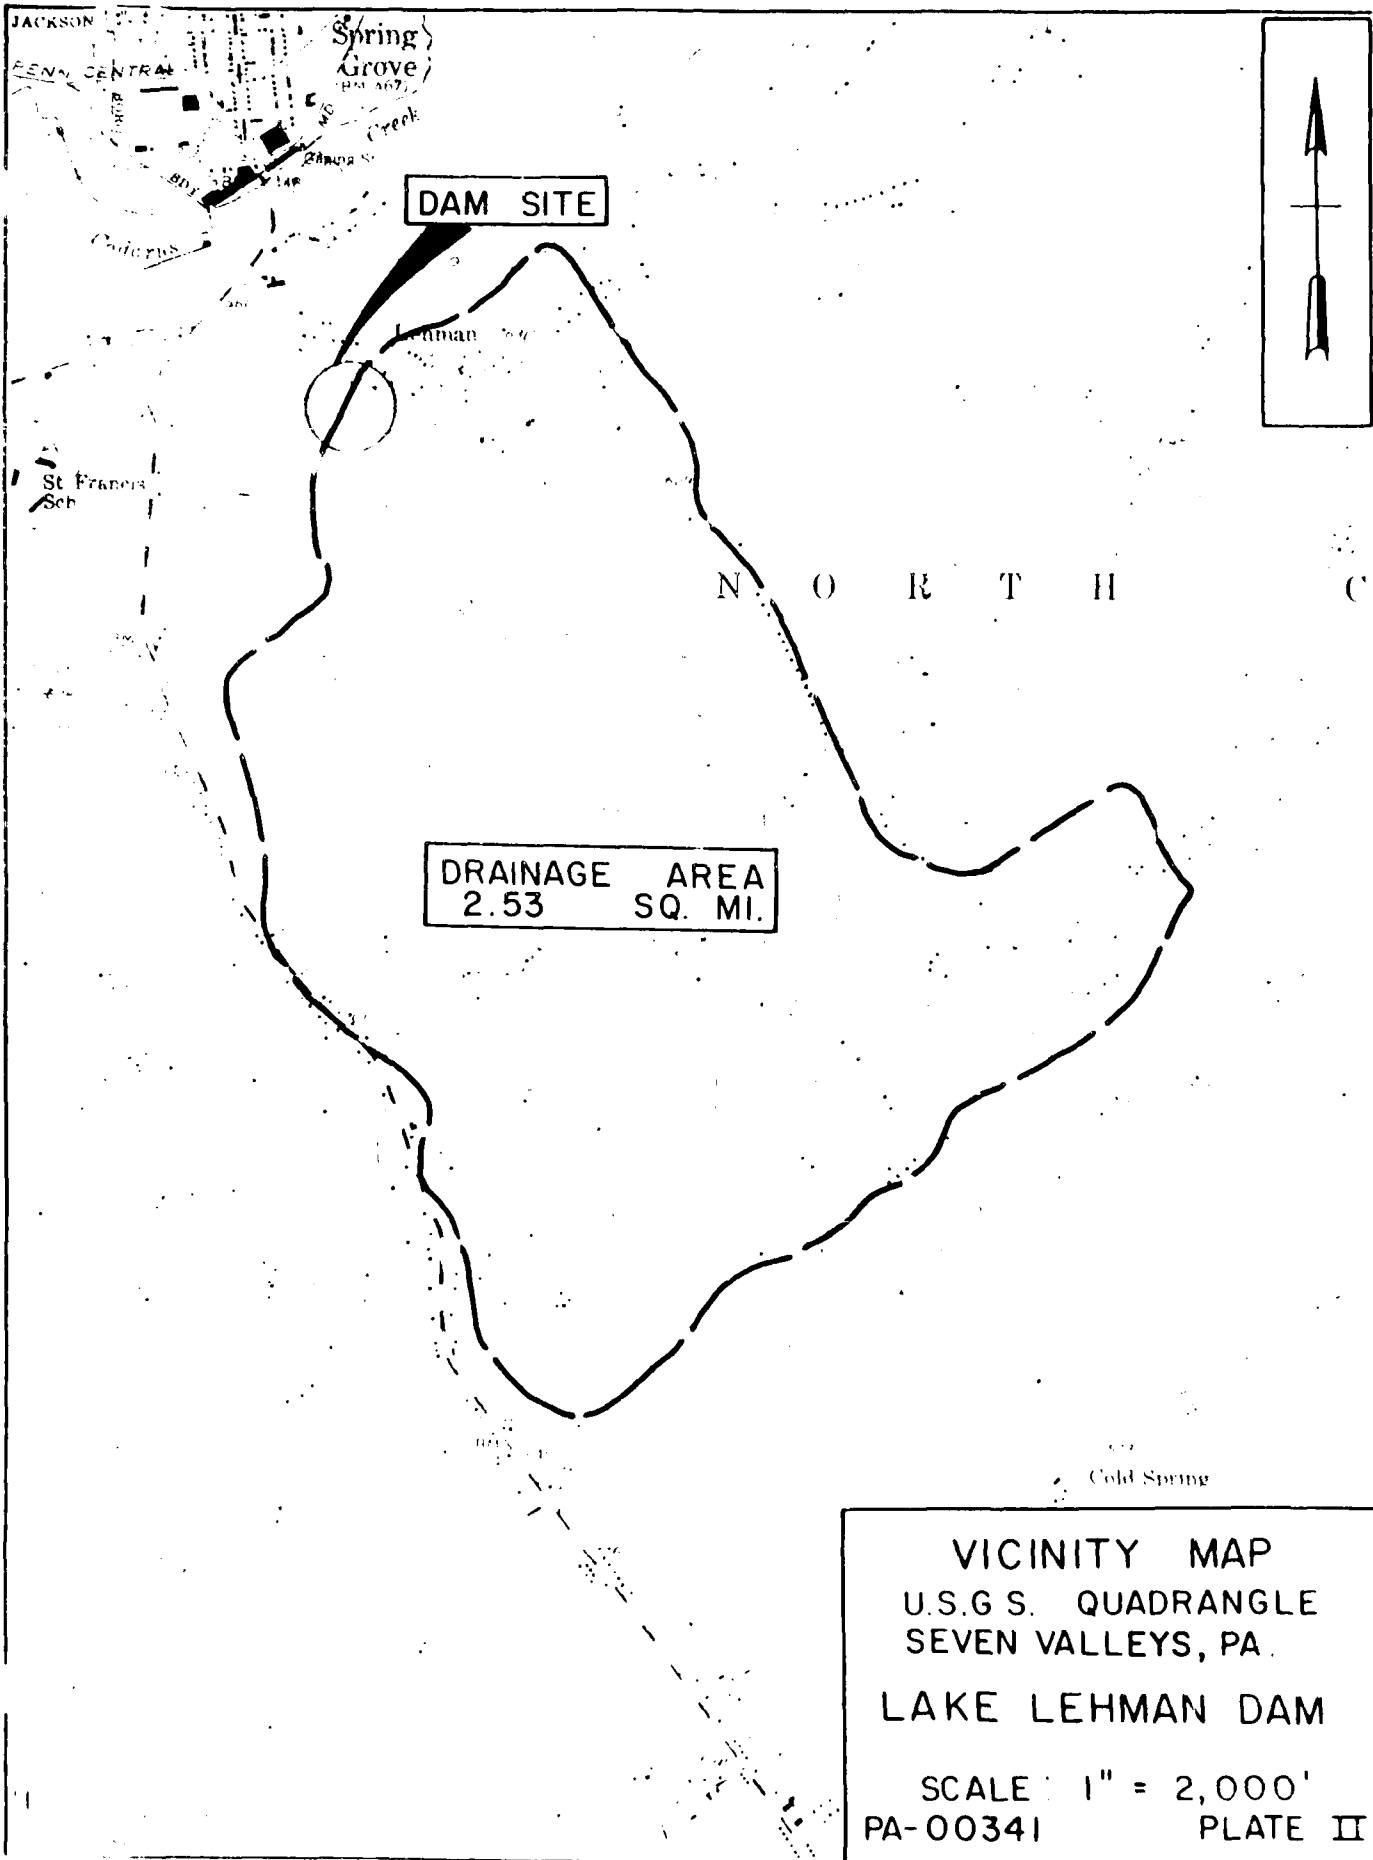 JACKSON
Spring
Grove
PENN CENTRAL
Creek
DAM SITE
Codorus
Lehman
St Francis
Sch
N O R T H C
DRAINAGE AREA
2.53 SQ. MI.
Cold Spring
VICINITY MAP
U.S.G S. QUADRANGLE
SEVEN VALLEYS, PA.
LAKE LEHMAN DAM
SCALE : 1" = 2,000'
PA-00341 PLATE II